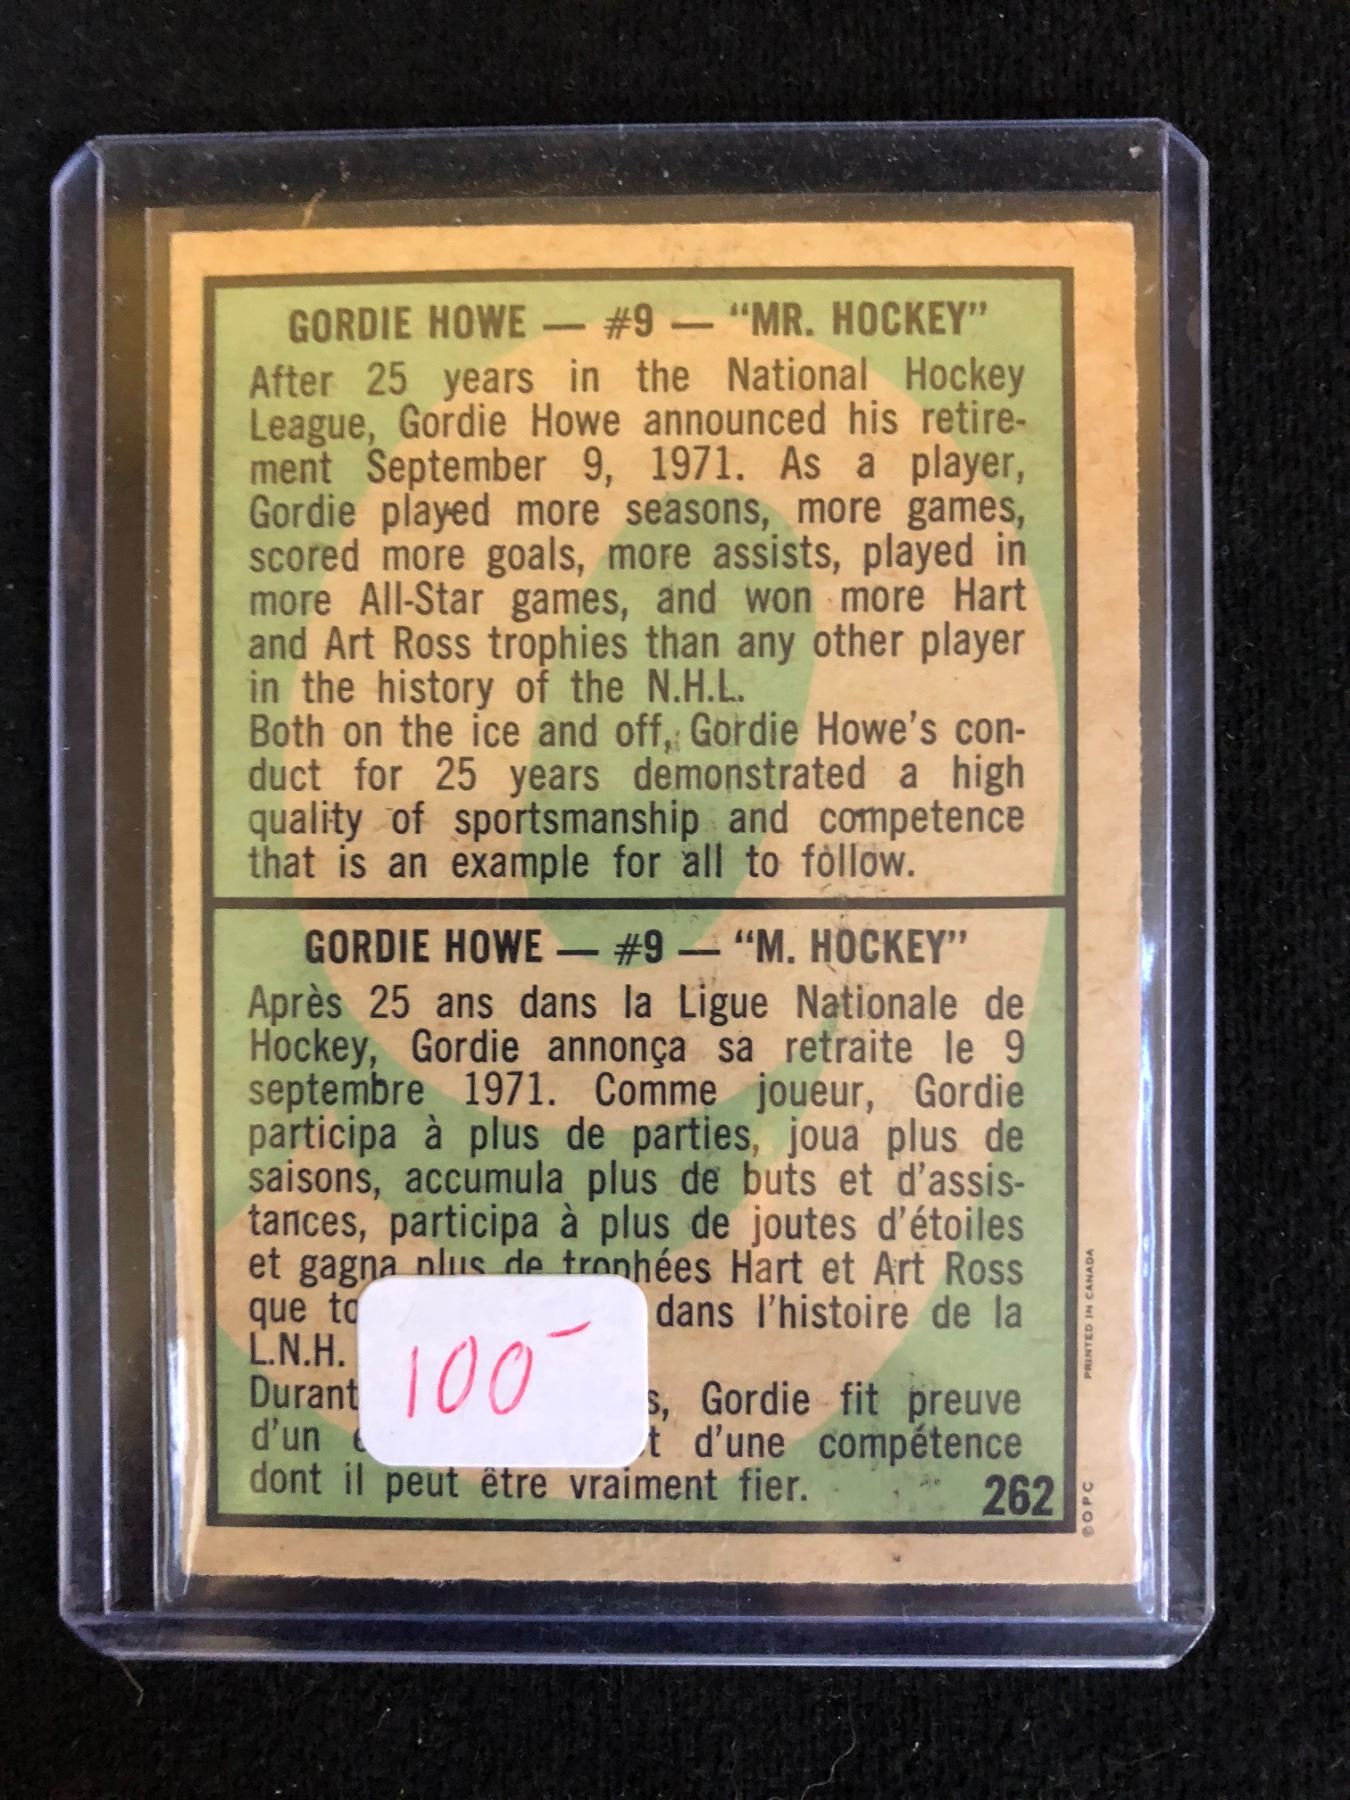 GORDIE HOWE — #9 — “MR. HOCKEY”
After 25 years in the National Hockey
League, Gordie Howe announced his retire-
ment September 9, 1971. As a player,
Gordie played more seasons, more games,
scored more goals, more assists, played in
more All-Star games, and won more Hart
and Art Ross trophies than any other player
in the history of the N.H.L.
Both on the ice and off, Gordie Howe’s con-
duct for 25 years demonstrated a high
quality of sportsmanship and competence
that is an example for all to follow.
GORDIE HOWE — #9 — “M. HOCKEY”
Après 25 ans dans la Ligue Nationale de
Hockey, Gordie annonça sa retraite le 9
septembre 1971. Comme joueur, Gordie
participa à plus de parties, joua plus de
saisons, accumula plus de buts et d’assis-
tances, participa à plus de joutes d’étoiles
et gagna plus de trophées Hart et Art Ross
que dans l’histoire de la
L.N.H.
Durant Gordie fit preuve
d’un d’une compétence
dont il peut être vraiment fier.
262
100-
PRINTED IN CANADA
©OPC